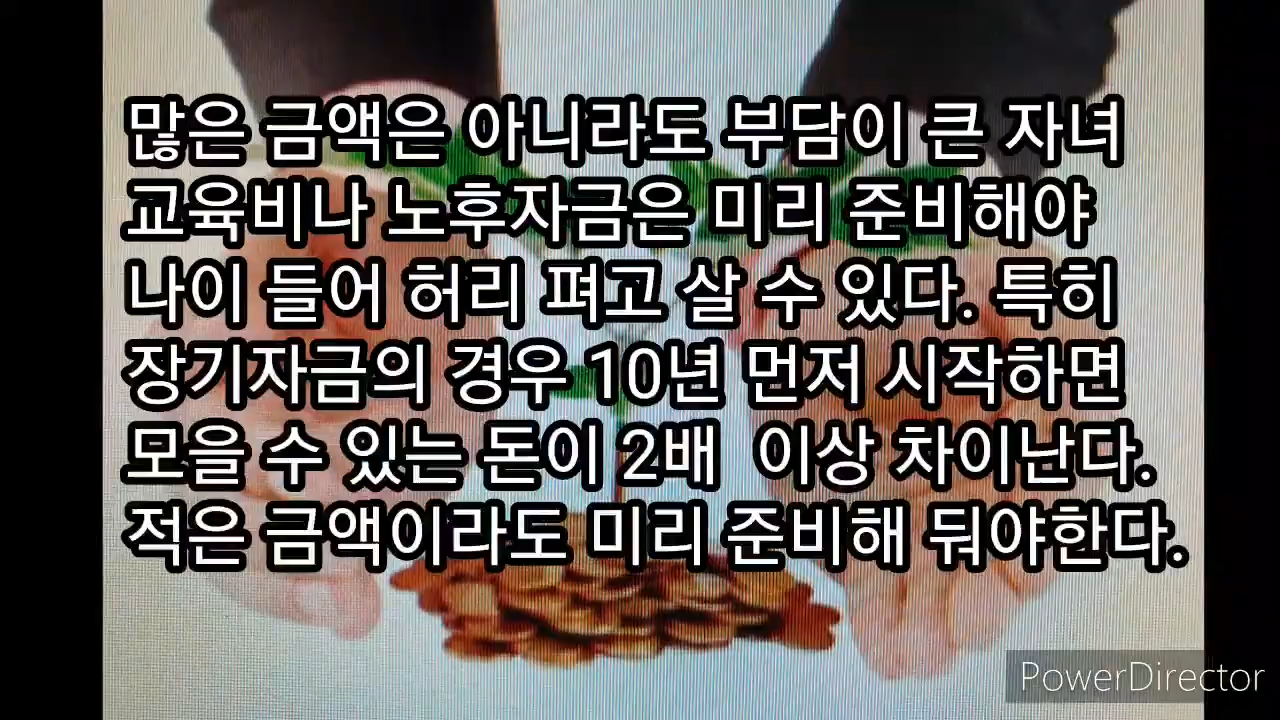 많은 금액은 아니라도 부담이 큰 자녀
교육비나 노후자금은 미리 준비해야
나이 들어 허리 펴고 살 수 있다. 특히
장기자금의 경우 10년 먼저 시작하면
모을 수 있는 돈이 2배  이상 차이난다.
적은 금액이라도 미리 준비해 둬야한다.
PowerDirector